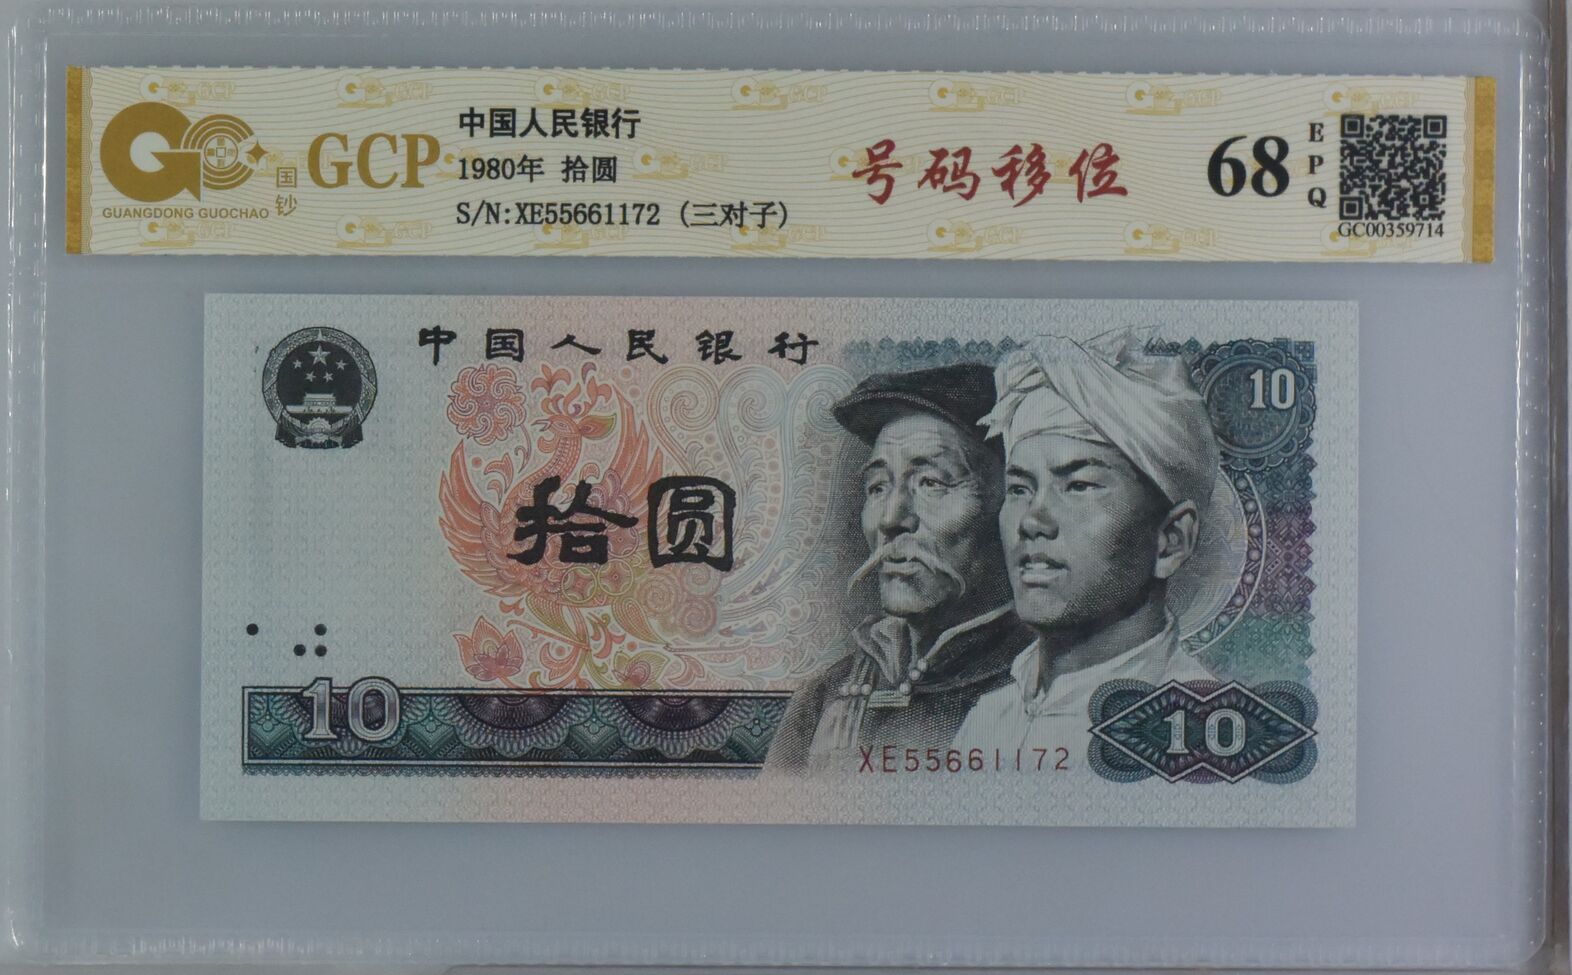 GUANGDONG GUOCHAO
国钞
GCP
中国人民银行
1980年 拾圆
S/N:XE55661172 (三对子)
号码移位
68
EPQ
GC00359714
中国人民银行
10
拾圆
10
XE55661172
10